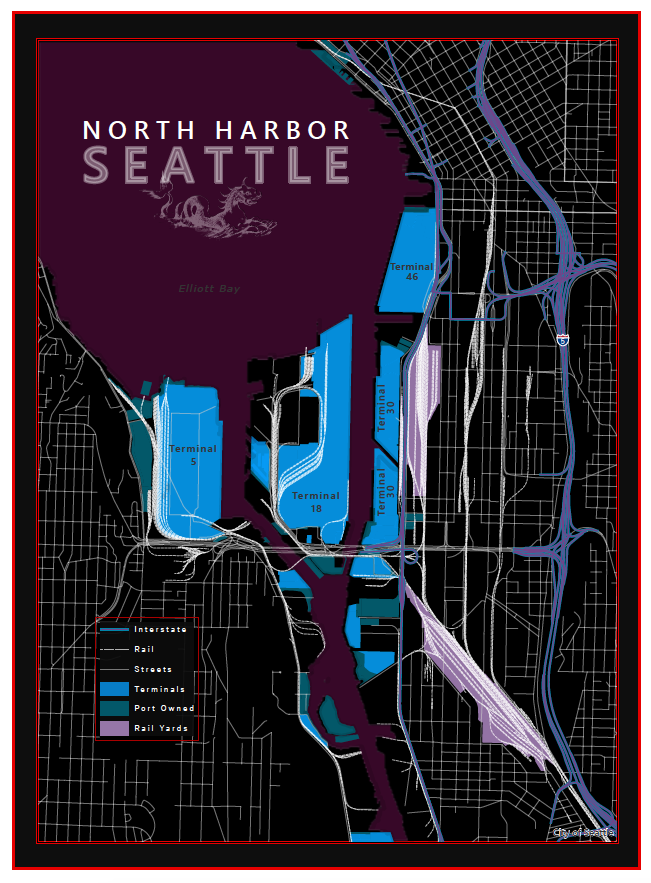 NORTH HARBOR
SEATTLE
Elliott Bay
Terminal
46
5
Terminal
30
Terminal
5
Terminal
30
Terminal
18
Interstate
Rail
Streets
Terminals
Port Owned
Rail Yards
City of Seattle